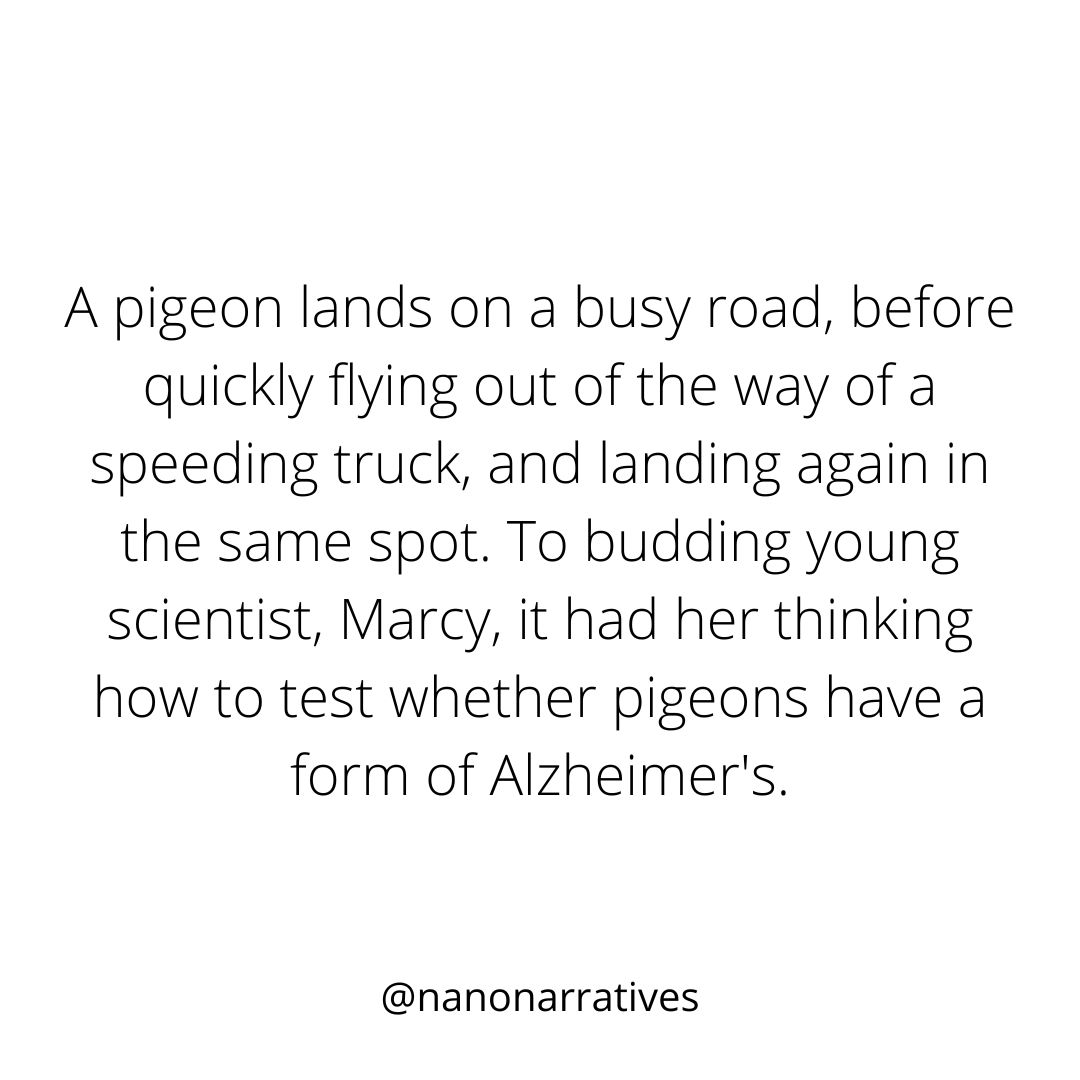 A pigeon lands on a busy road, before
quickly flying out of the way of a
speeding truck, and landing again in
the same spot. To budding young
scientist, Marcy, it had her thinking
how to test whether pigeons have a
form of Alzheimer's.
@nanonarratives